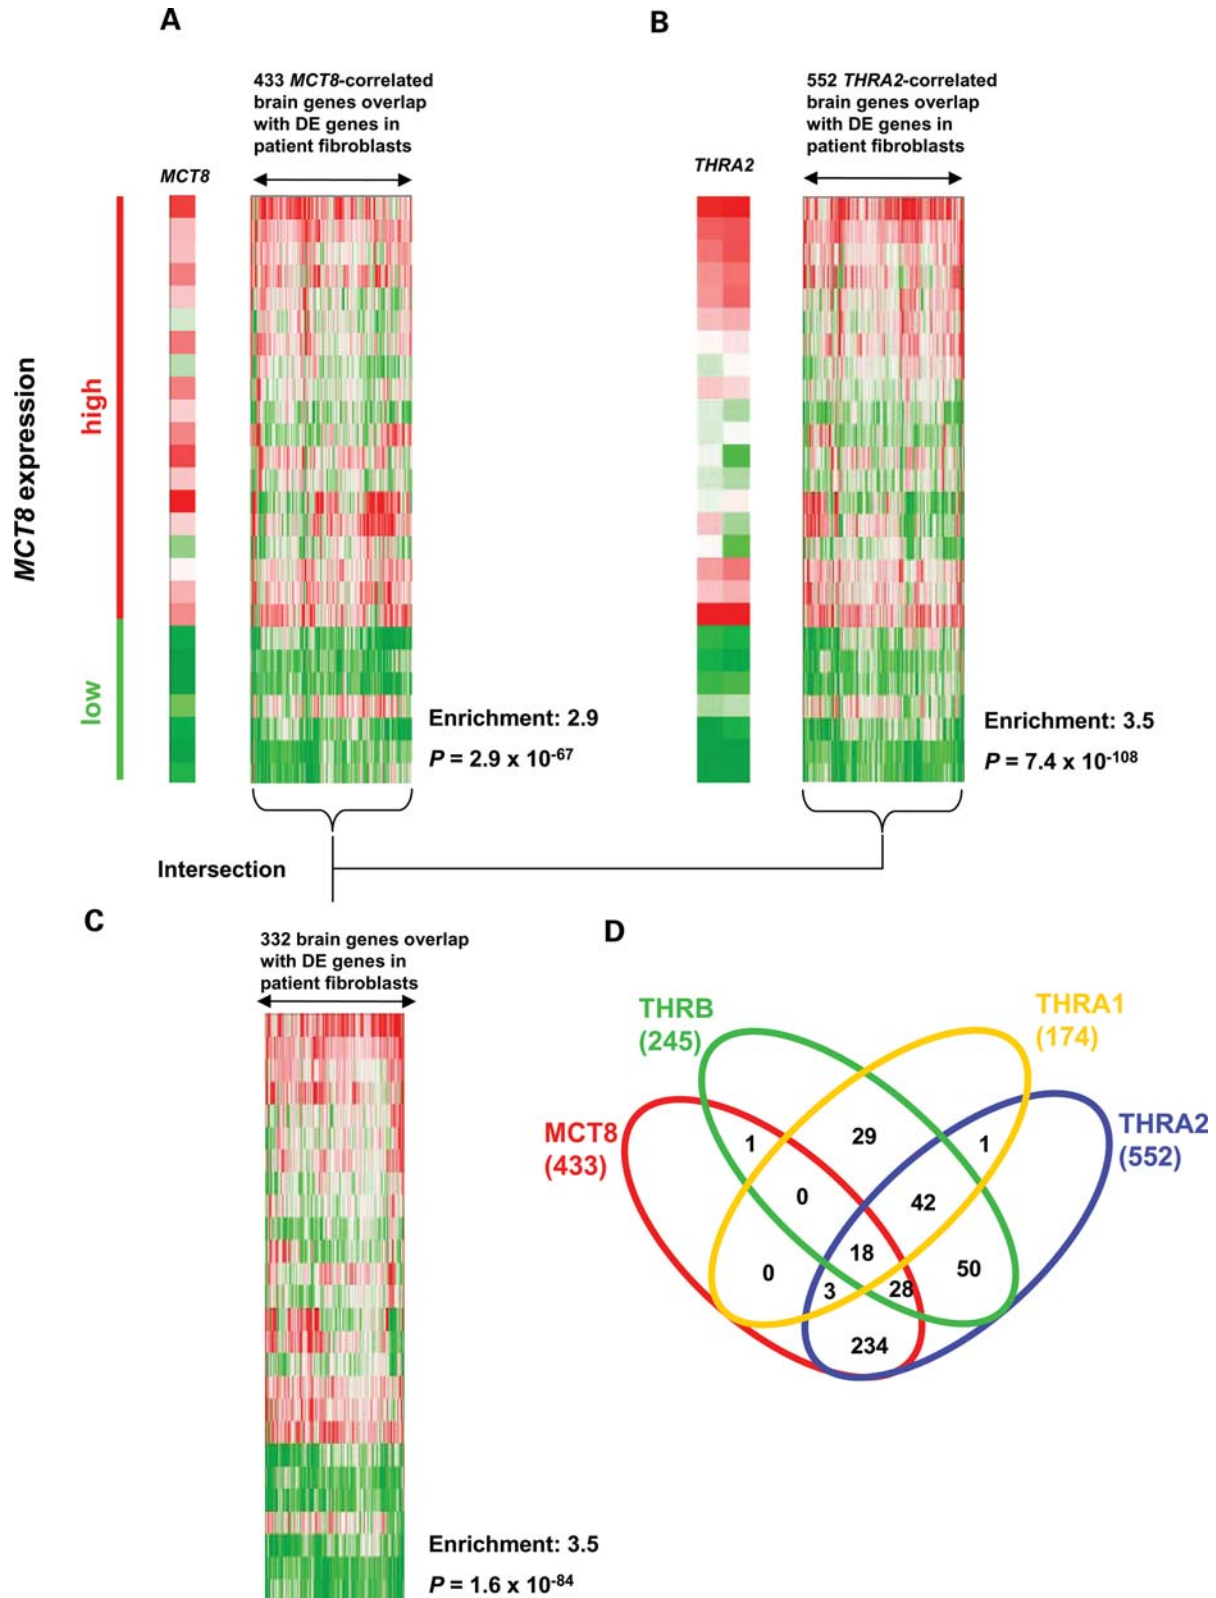 A
B
433 MCT8-correlated
brain genes overlap
with DE genes in
patient fibroblasts
552 THRA2-correlated
brain genes overlap
with DE genes in
patient fibroblasts
MCT8
THRA2
MCT8 expression
high
low
Enrichment: 2.9
P = 2.9 x 10-67
Enrichment: 3.5
P = 7.4 x 10-108
Intersection
C
332 brain genes overlap
with DE genes in
patient fibroblasts
Enrichment: 3.5
P = 1.6 x 10-84
D
THRB
(245)
THRA1
(174)
MCT8
(433)
THRA2
(552)
1
29
1
0
42
18
0
3
28
50
234